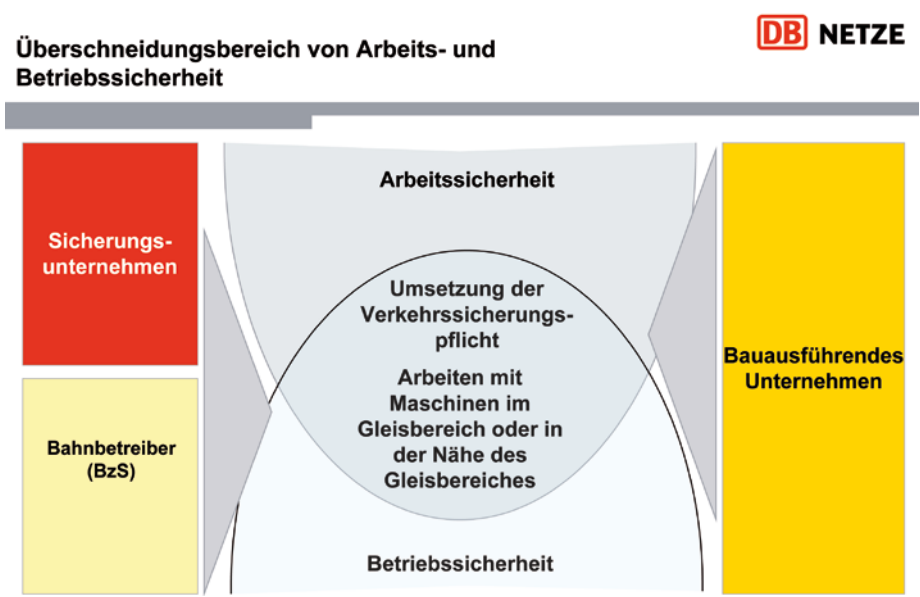 Überschneidungsbereich von Arbeits- und
Betriebssicherheit
DB NETZE
Sicherungs-
unternehmen
Bahnbetreiber
(BzS)
Arbeitssicherheit
Umsetzung der
Verkehrssicherungs-
pflicht
Arbeiten mit
Maschinen im
Gleisbereich oder in
der Nähe des
Gleisbereiches
Betriebssicherheit
Bauausführendes
Unternehmen